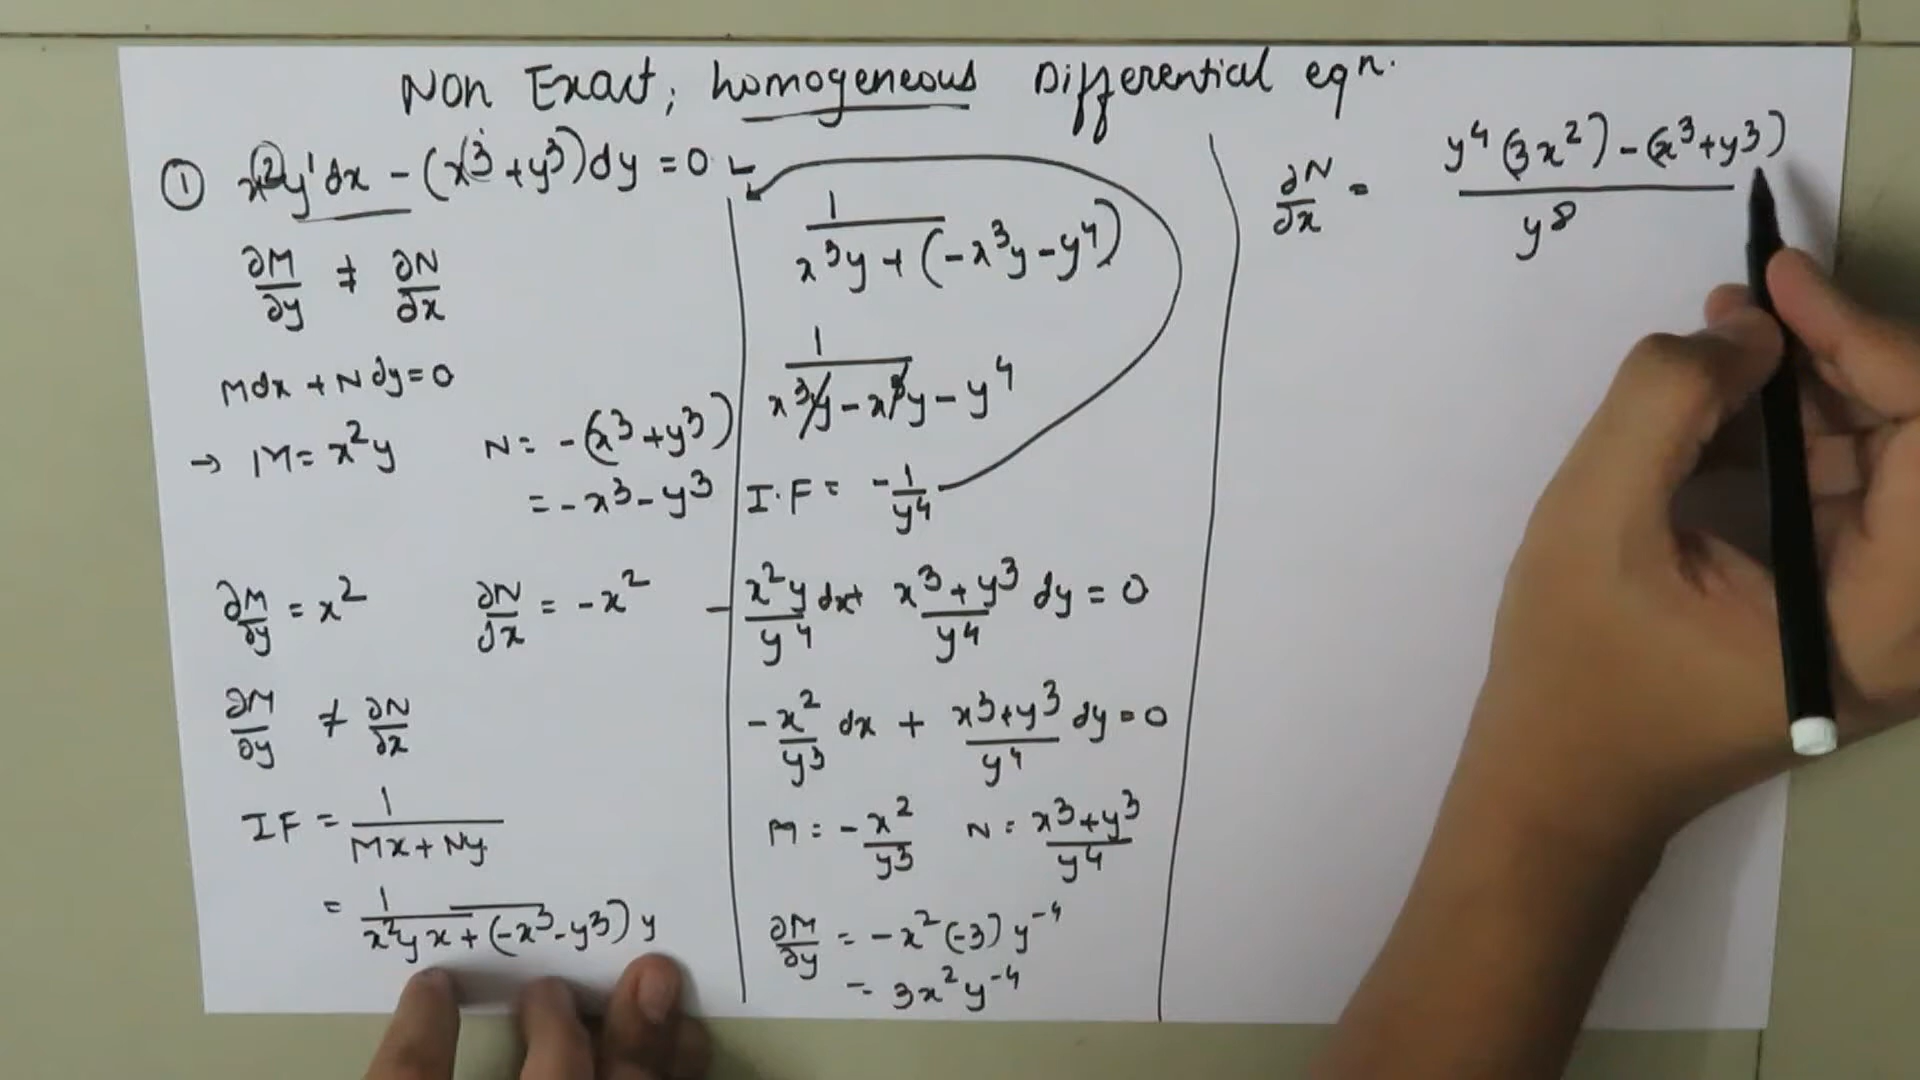 Non Exact, homogeneous Differential eqn.
① x²y¹dx - (x³+y³)dy = 0
∂M/∂y ≠ ∂N/∂x
Mdx + Ndy=0
→ M= x²y N= -(x³+y³)
= -x³-y³
∂M/∂y = x² ∂N/∂x = -x²
∂M/∂y ≠ ∂N/∂x
IF = 1/(Mx+Ny)
= 1/(x²y x+(-x³-y³) y)
1/(x³y+(-x³y-y⁴))
1/(x³y-x³y-y⁴)
I.F = -1/y⁴
- x²y/y⁴ dx + x³+y³/y⁴ dy = 0
-x²/y³ dx + x³+y³/y⁴ dy=0
M = -x²/y³ N = x³+y³/y⁴
∂M/∂y = -x²(-3) y⁻⁴
= 3x²y⁻⁴
∂N/∂x = y⁴(3x²)-(x³+y³)/y⁸